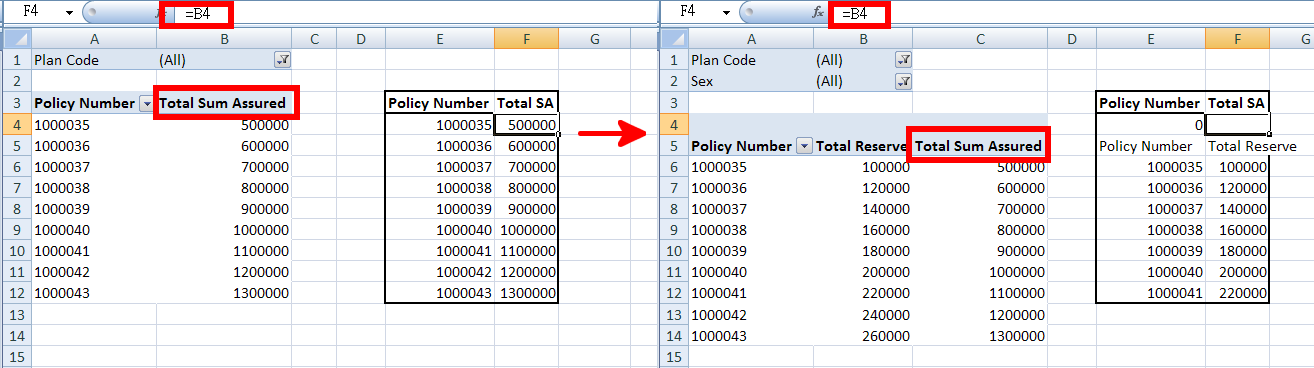 F4 fx =B4
A B C D E F G
1 Plan Code (All)
2
3 Policy Number Total Sum Assured Policy Number Total SA
4 1000035 500000 1000035 500000
5 1000036 600000 1000036 600000
6 1000037 700000 1000037 700000
7 1000038 800000 1000038 800000
8 1000039 900000 1000039 900000
9 1000040 1000000 1000040 1000000
10 1000041 1100000 1000041 1100000
11 1000042 1200000 1000042 1200000
12 1000043 1300000 1000043 1300000
13
14
15
F4 fx =B4
A B C D E F G
1 Plan Code (All)
2 Sex (All)
3 Policy Number Total SA
4 0
5 Policy Number Total Reserve Total Sum Assured Policy Number Total Reserve
6 1000035 100000 500000 1000035 100000
7 1000036 120000 600000 1000036 120000
8 1000037 140000 700000 1000037 140000
9 1000038 160000 800000 1000038 160000
10 1000039 180000 900000 1000039 180000
11 1000040 200000 1000000 1000040 200000
12 1000041 220000 1100000 1000041 220000
13 1000042 240000 1200000
14 1000043 260000 1300000
15